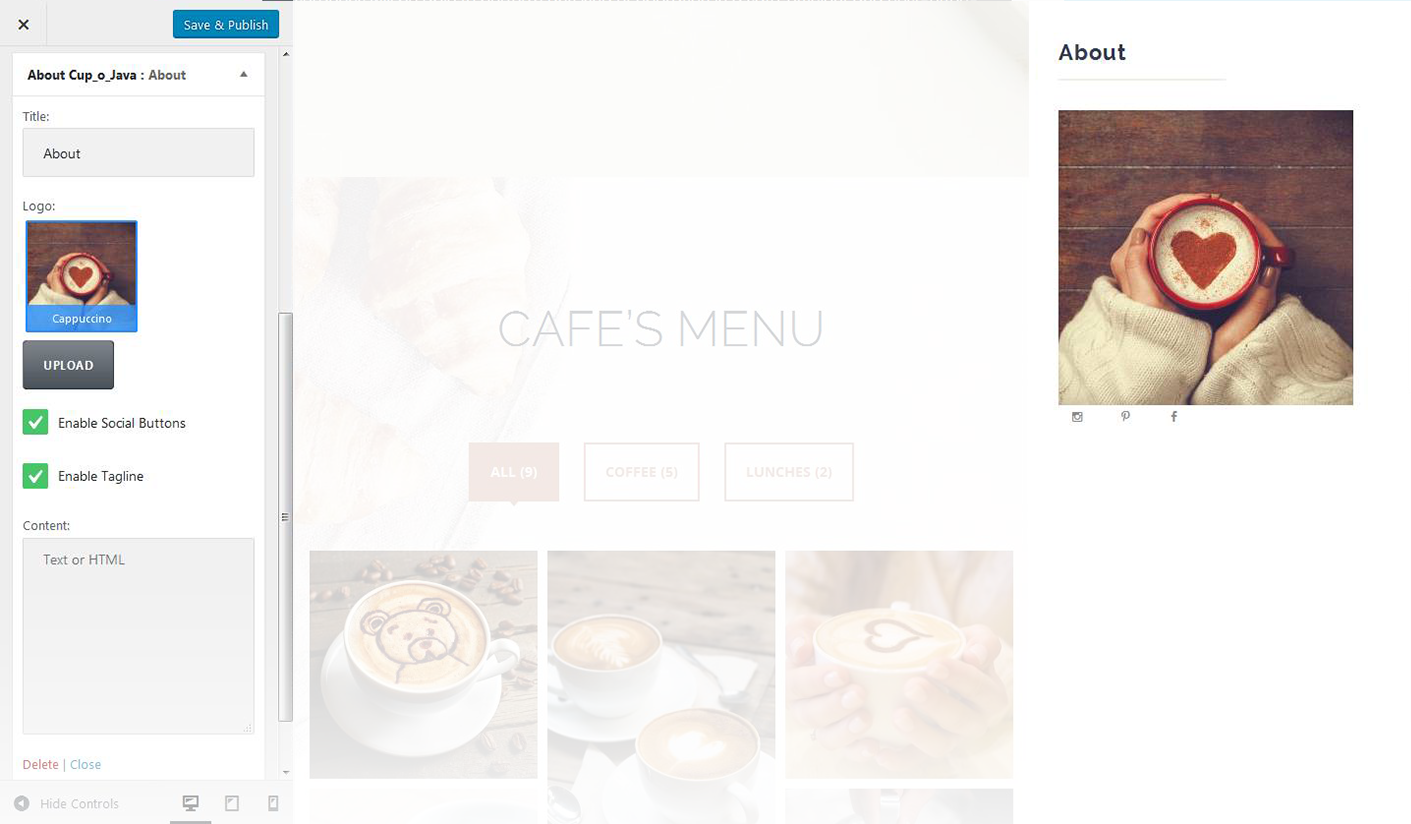 Save & Publish
About Cup_o_Java : About
Title:
About
Logo:
Cappuccino
UPLOAD
Enable Social Buttons
Enable Tagline
Content:
Text or HTML
Delete | Close
Hide Controls
CAFE'S MENU
ALL (9)
COFFEE (5)
LUNCHES (2)
About